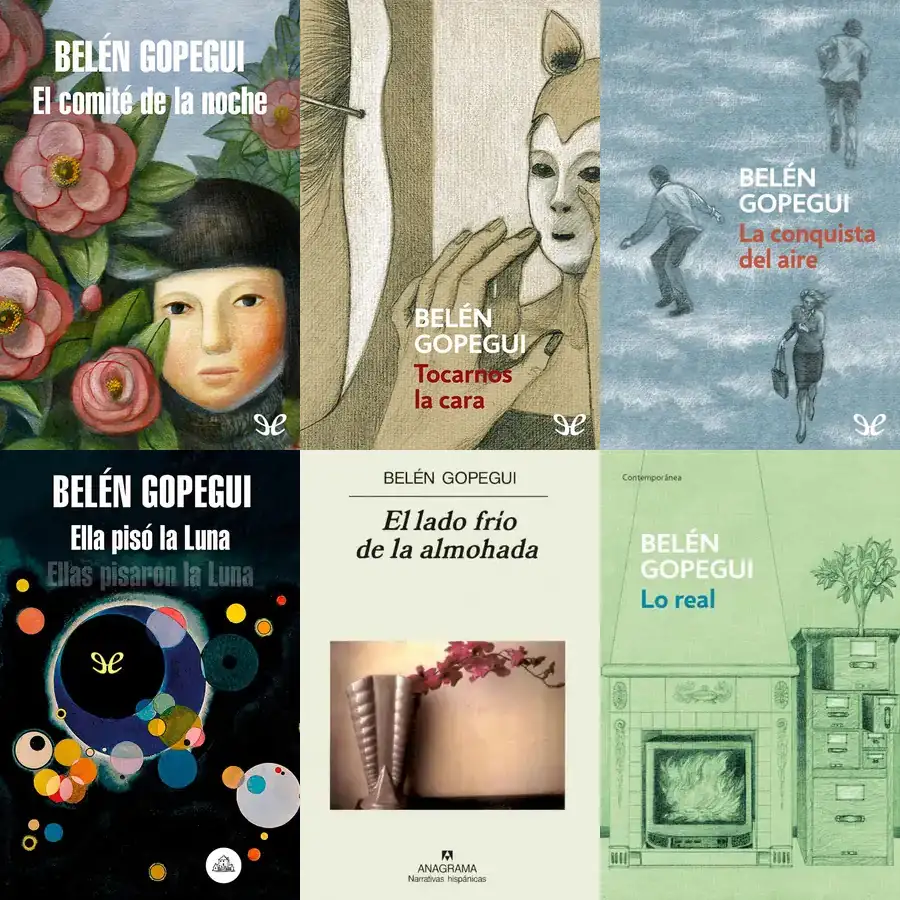 BELÉN GOPEGUI
El comité de la noche
BELÉN
GOPEGUI
Tocarnos
la cara
BELÉN
GOPEGUI
La conquista
del aire
BELÉN GOPEGUI
Ella pisó la Luna
Ellas pisaron la Luna
BELÉN GOPEGUI
El lado frío
de la almohada
ANAGRAMA
Narrativas hispánicas
Contemporánea
BELÉN
GOPEGUI
Lo real